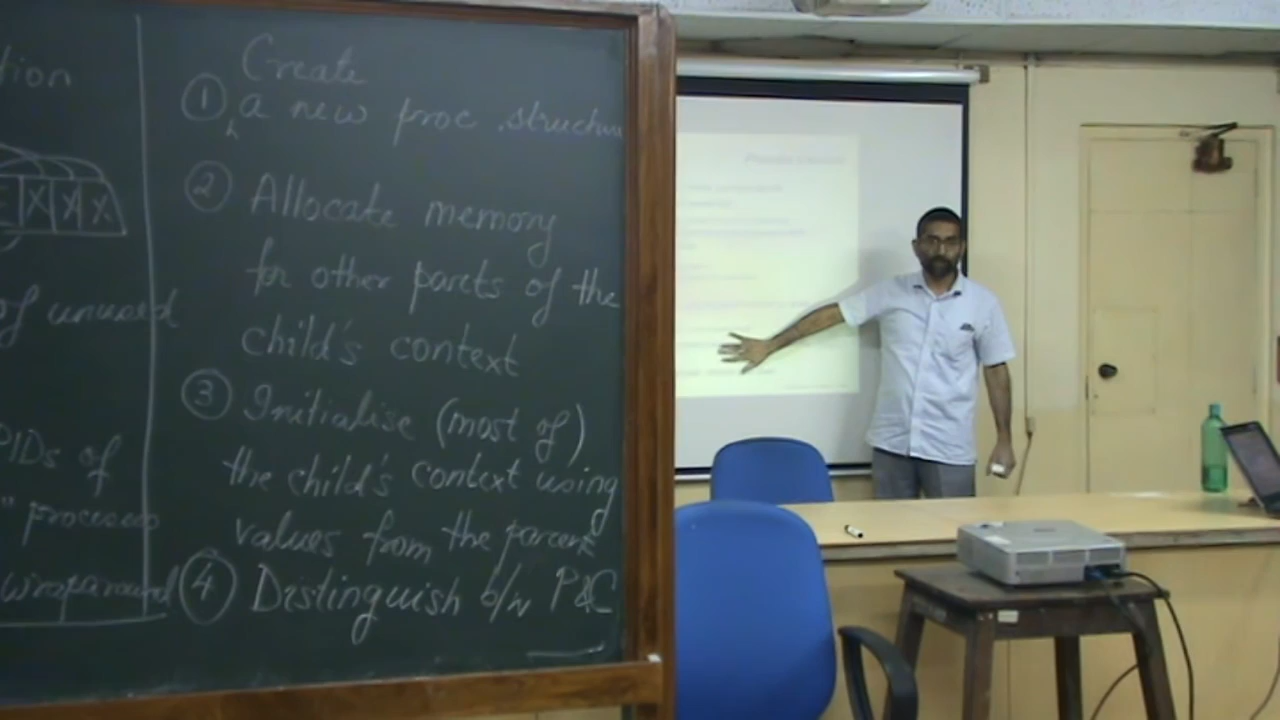 tion
X X X
of unused
PIDs of
" processes
wraparound
Create
① a new proc structure
② Allocate memory
for other parts of the
child's context
③ Initialise (most of)
the child's context using
values from the parent
④ Distinguish b/w P&C